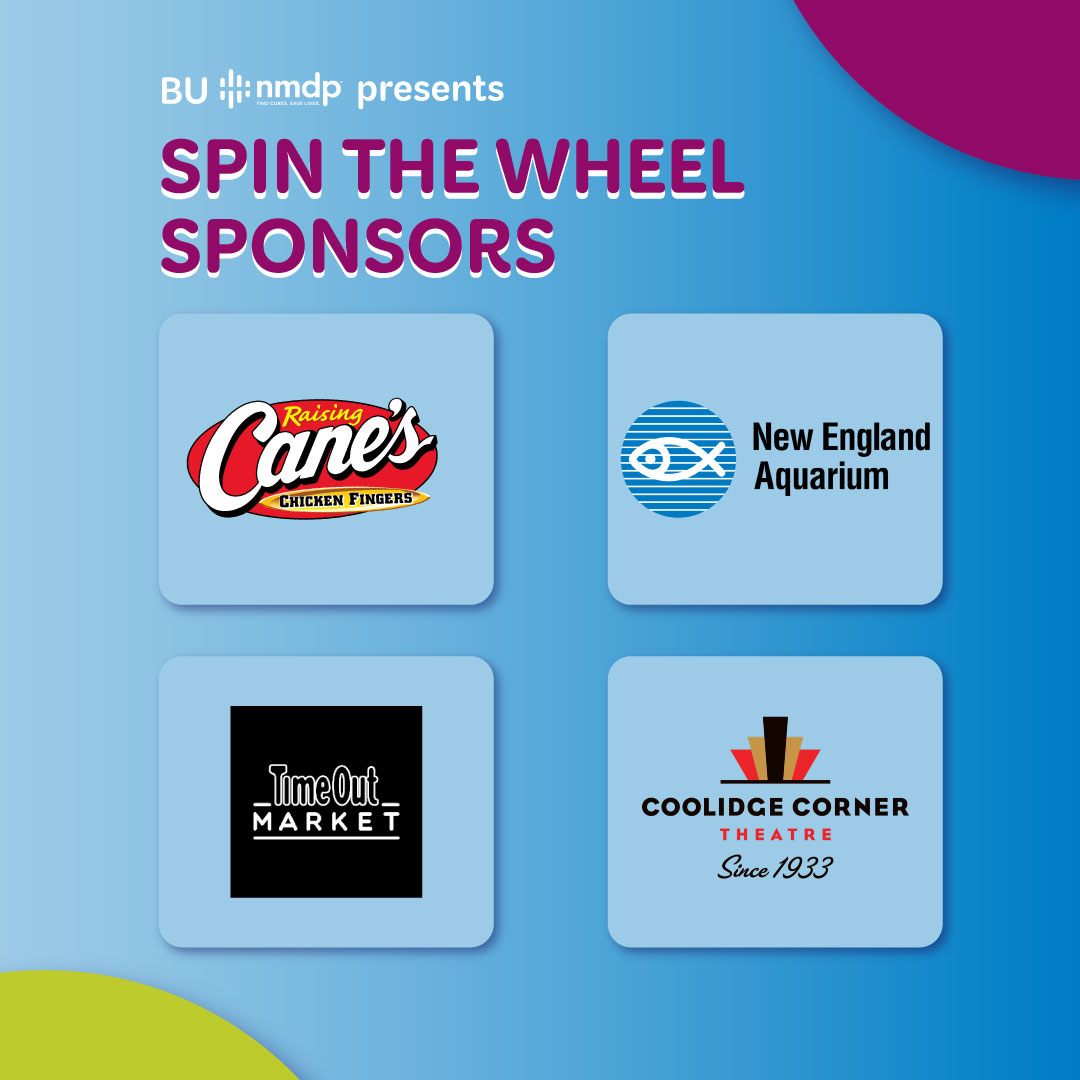 BU nmdp presents
FIND CURES. SAVE LIVES.
SPIN THE WHEEL
SPONSORS
Raising
Cane's
CHICKEN FINGERS
New England
Aquarium
Time Out
MARKET
COOLIDGE CORNER
THEATRE
Since 1933